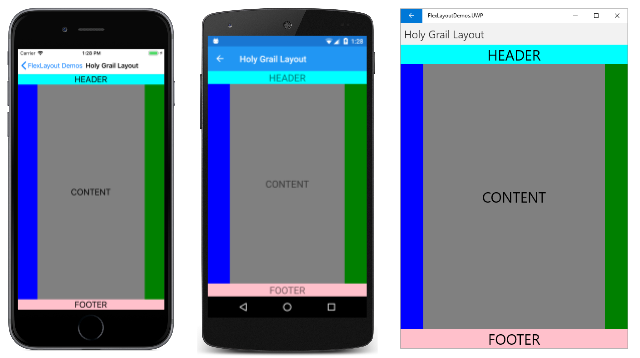 Carrier 1:28 PM
FlexLayout Demos Holy Grail Layout
HEADER
CONTENT
FOOTER
1:28
Holy Grail Layout
HEADER
CONTENT
FOOTER
FlexLayoutDemos.UWP
Holy Grail Layout
HEADER
CONTENT
FOOTER